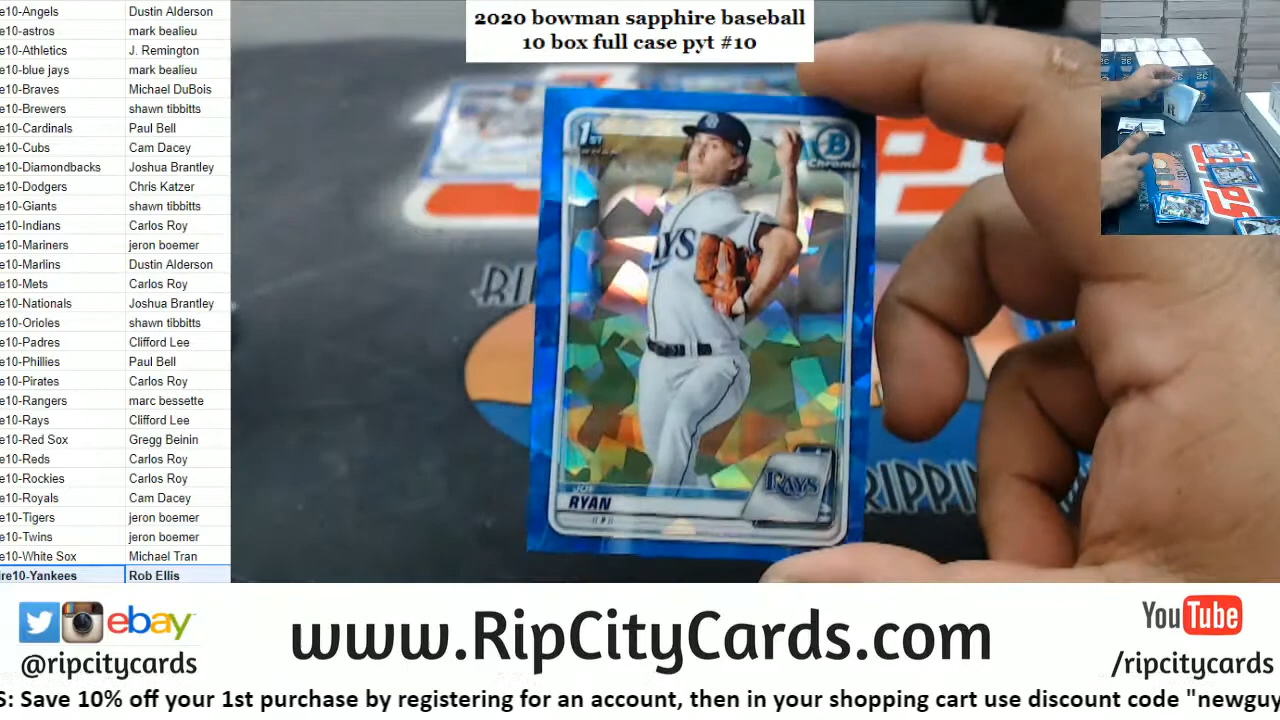 2020 bowman sapphire baseball
10 box full case pyt #10
e10-Angels Dustin Alderson
e10-astros mark bealieu
e10-Athletics J. Remington
e10-blue jays mark bealieu
e10-Braves Michael DuBois
e10-Brewers shawn tibbitts
e10-Cardinals Paul Bell
e10-Cubs Cam Dacey
e10-Diamondbacks Joshua Brantley
e10-Dodgers Chris Katzer
e10-Giants shawn tibbitts
e10-Indians Carlos Roy
e10-Mariners jeron boemer
e10-Marlins Dustin Alderson
e10-Mets Carlos Roy
e10-Nationals Joshua Brantley
e10-Orioles shawn tibbitts
e10-Padres Clifford Lee
e10-Phillies Paul Bell
e10-Pirates Carlos Roy
e10-Rangers marc bessette
e10-Rays Clifford Lee
e10-Red Sox Gregg Beinin
e10-Reds Carlos Roy
e10-Rockies Carlos Roy
e10-Royals Cam Dacey
e10-Tigers jeron boemer
e10-Twins jeron boemer
e10-White Sox Michael Tran
re10-Yankees Rob Ellis
1ST
B
Chrome
RAYS
JOE
RYAN
RAYS
RIPPIN
ebay
@ripcitycards
www.RipCityCards.com
YouTube
/ripcitycards
S: Save 10% off your 1st purchase by registering for an account, then in your shopping cart use discount code "newguy